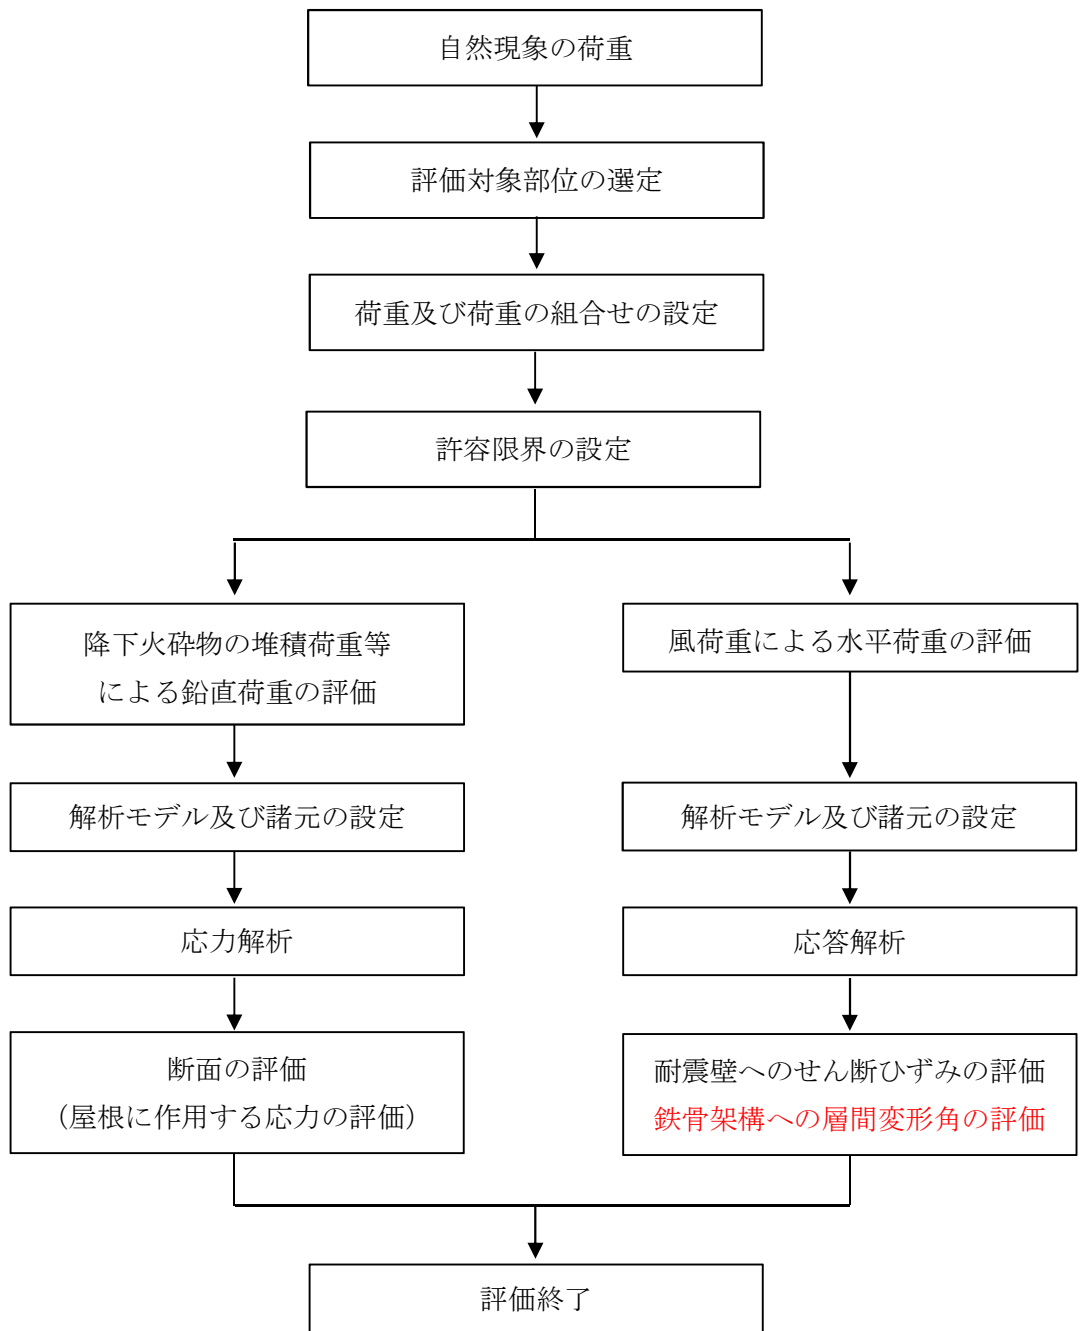 自然現象の荷重
評価対象部位の選定
荷重及び荷重の組合せの設定
許容限界の設定
降下火砕物の堆積荷重等
による鉛直荷重の評価
解析モデル及び諸元の設定
応力解析
断面の評価
（屋根に作用する応力の評価）
風荷重による水平荷重の評価
解析モデル及び諸元の設定
応答解析
耐震壁へのせん断ひずみの評価
鉄骨架構への層間変形角の評価
評価終了